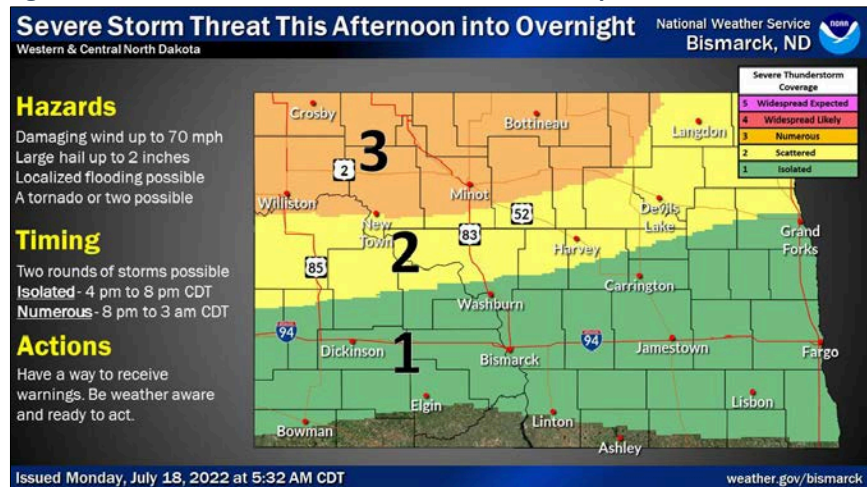 Severe Storm Threat This Afternoon into Overnight
Western & Central North Dakota
National Weather Service
Bismarck, ND
NOAA
Hazards
Damaging wind up to 70 mph
Large hail up to 2 inches
Localized flooding possible
A tornado or two possible
Timing
Two rounds of storms possible
Isolated - 4 pm to 8 pm CDT
Numerous - 8 pm to 3 am CDT
Actions
Have a way to receive
warnings. Be weather aware
and ready to act.
Severe Thunderstorm
Coverage
5 Widespread Expected
4 Widespread Likely
3 Numerous
2 Scattered
1 Isolated
Crosby
Bottineau
Langdon
3
2
Williston
Minot
New
Town
52
Devils
Lake
83
2
Harvey
Grand
Forks
85
Carrington
Washburn
94
Dickinson
1
Bismarck
94
Jamestown
Fargo
Elgin
Lisbon
Bowman
Linton
Ashley
Issued Monday, July 18, 2022 at 5:32 AM CDT
weather.gov/bismarck